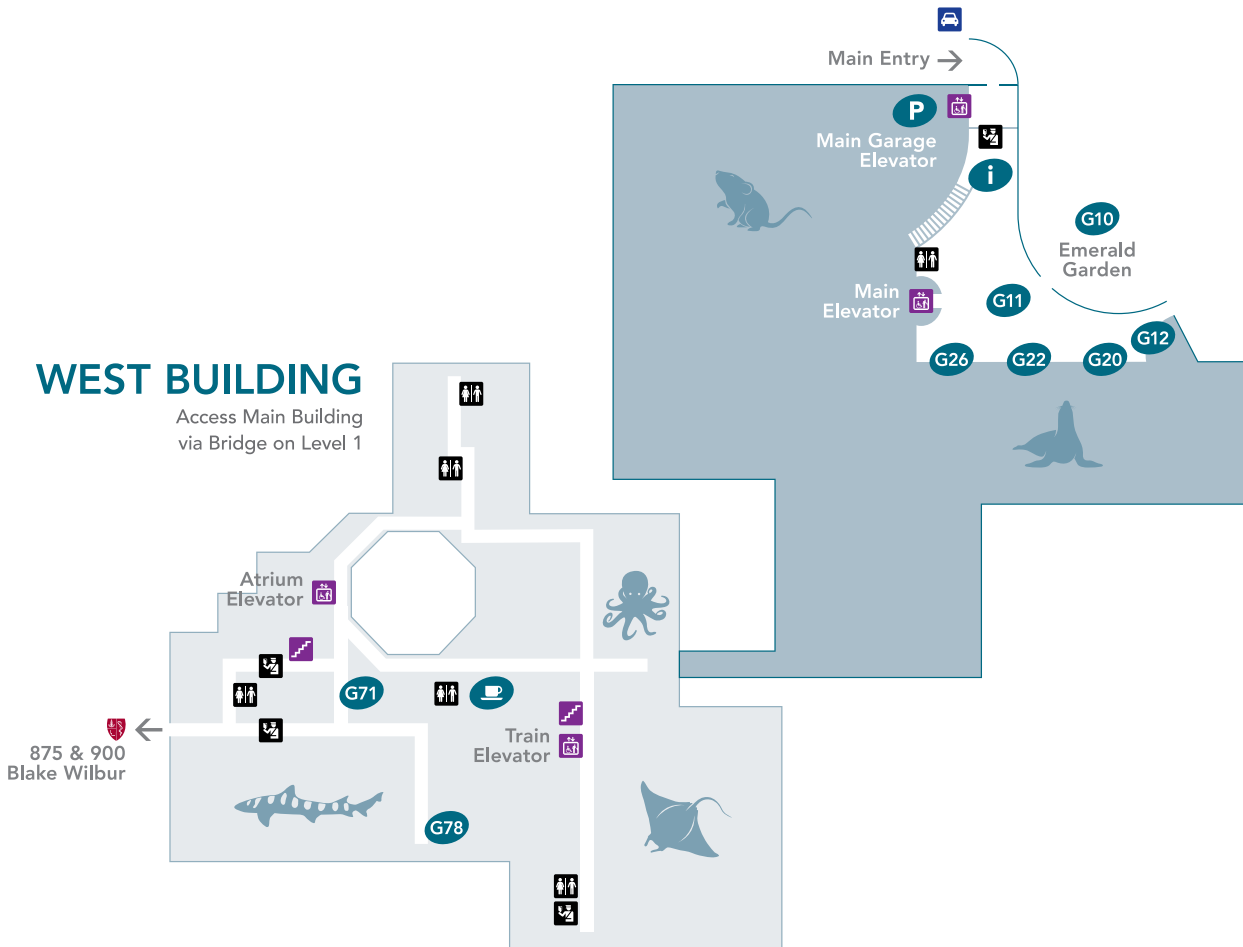 Main Entry
P
Main Garage
Elevator
i
G10
Emerald
Garden
Main
Elevator
G11
G12
G26
G22
G20
WEST BUILDING
Access Main Building
via Bridge on Level 1
Atrium
Elevator
G71
875 & 900
Blake Wilbur
Train
Elevator
G78